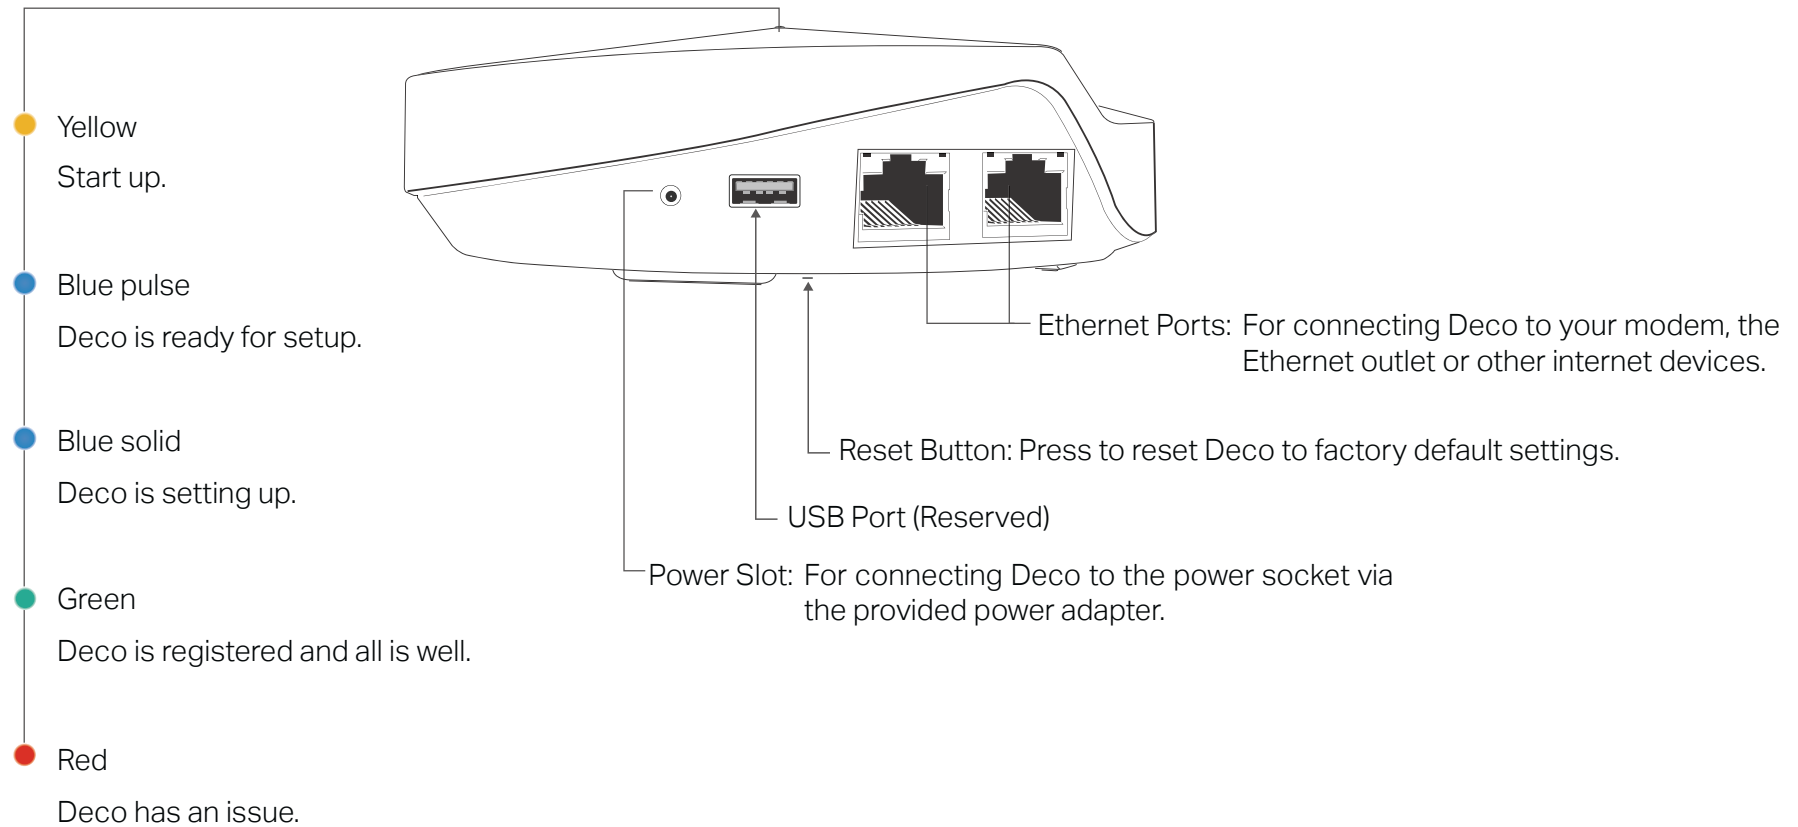 Yellow
Start up.
Blue pulse
Deco is ready for setup.
Blue solid
Deco is setting up.
Green
Deco is registered and all is well.
Red
Deco has an issue.
Ethernet Ports: For connecting Deco to your modem, the
Ethernet outlet or other internet devices.
Reset Button: Press to reset Deco to factory default settings.
USB Port (Reserved)
Power Slot: For connecting Deco to the power socket via
the provided power adapter.